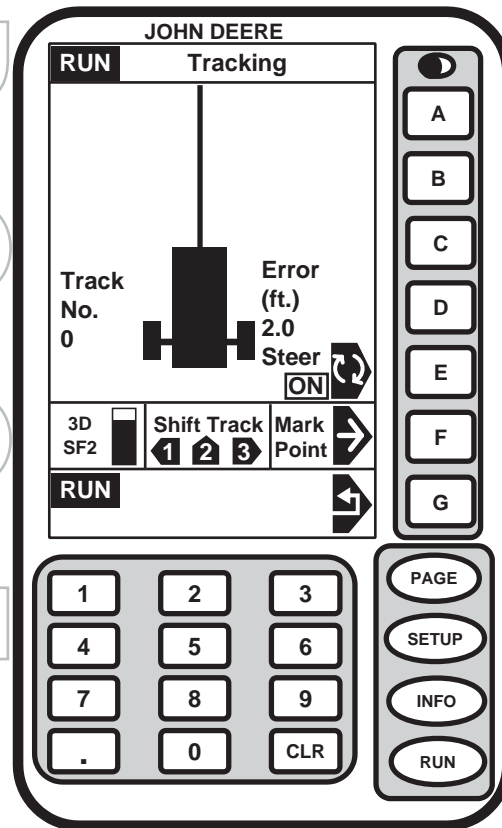 JOHN DEERE
RUN Tracking
Track
No.
0
Error
(ft.)
2.0
Steer
ON
3D
SF2
Shift Track
1 2 3
Mark
Point
RUN
A
B
C
D
E
F
G
PAGE
SETUP
INFO
RUN
1 2 3
4 5 6
7 8 9
. 0 CLR